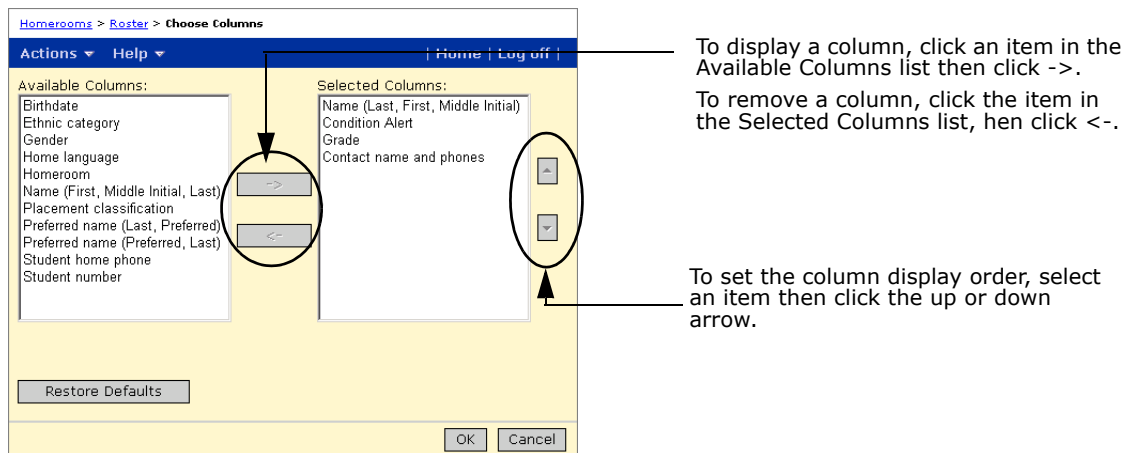 Homerooms > Roster > Choose Columns
Actions Help | Home | Log off |
Available Columns:
Birthdate
Ethnic category
Gender
Home language
Homeroom
Name (First, Middle Initial, Last)
Placement classification
Preferred name (Last, Preferred)
Preferred name (Preferred, Last)
Student home phone
Student number
->
<-
Selected Columns:
Name (Last, First, Middle Initial)
Condition Alert
Grade
Contact name and phones
Restore Defaults
OK Cancel
To display a column, click an item in the
Available Columns list then click ->.
To remove a column, click the item in
the Selected Columns list, hen click <-.
To set the column display order, select
an item then click the up or down
arrow.